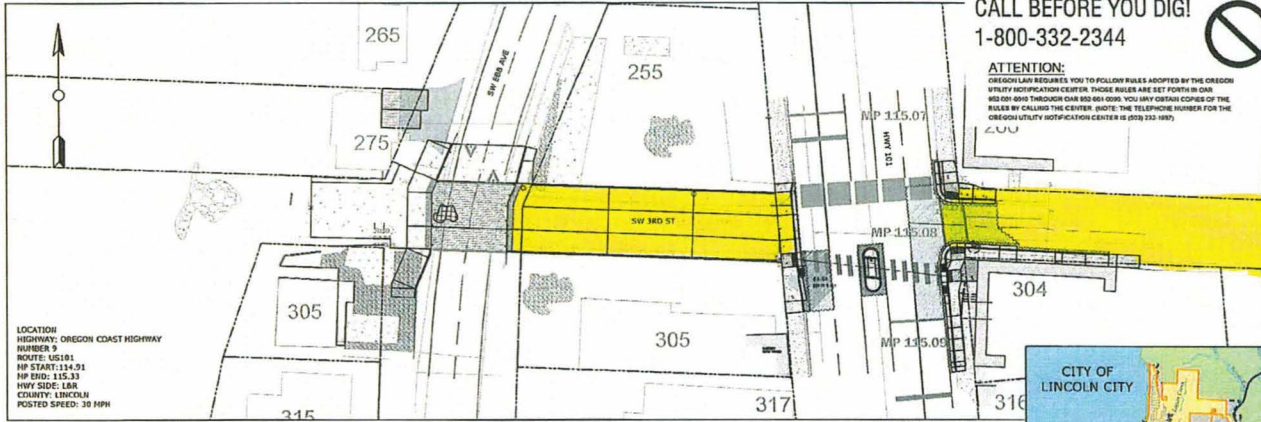 CALL BEFORE YOU DIG!
1-800-332-2344
ATTENTION:
OREGON LAW REQUIRES YOU TO FOLLOW RULES ADOPTED BY THE OREGON
UTILITY NOTIFICATION CENTER. THOSE RULES ARE SET FORTH IN OAR
952-001-0010 THROUGH OAR 952-001-0090. YOU MAY OBTAIN COPIES OF THE
RULES BY CALLING THE CENTER. (NOTE: THE TELEPHONE NUMBER FOR THE
OREGON UTILITY NOTIFICATION CENTER IS (503) 232-1987)
265
SW EBB AVE
255
MP 115.07
HWY 101
275
SW 3RD ST
MP 115.08
305
305
304
MP 115.09
LOCATION
HIGHWAY: OREGON COAST HIGHWAY
NUMBER 9
ROUTE: US101
MP START:114.91
MP END: 115.33
HWY SIDE: L&R
COUNTY: LINCOLN
POSTED SPEED: 30 MPH
315
317
316
CITY OF
LINCOLN CITY